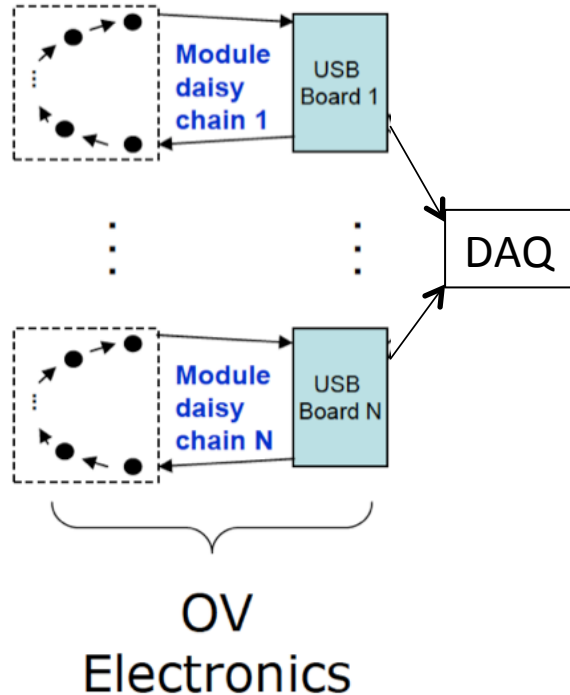 Module
daisy
chain 1
USB
Board 1
DAQ
Module
daisy
chain N
USB
Board N
OV
Electronics